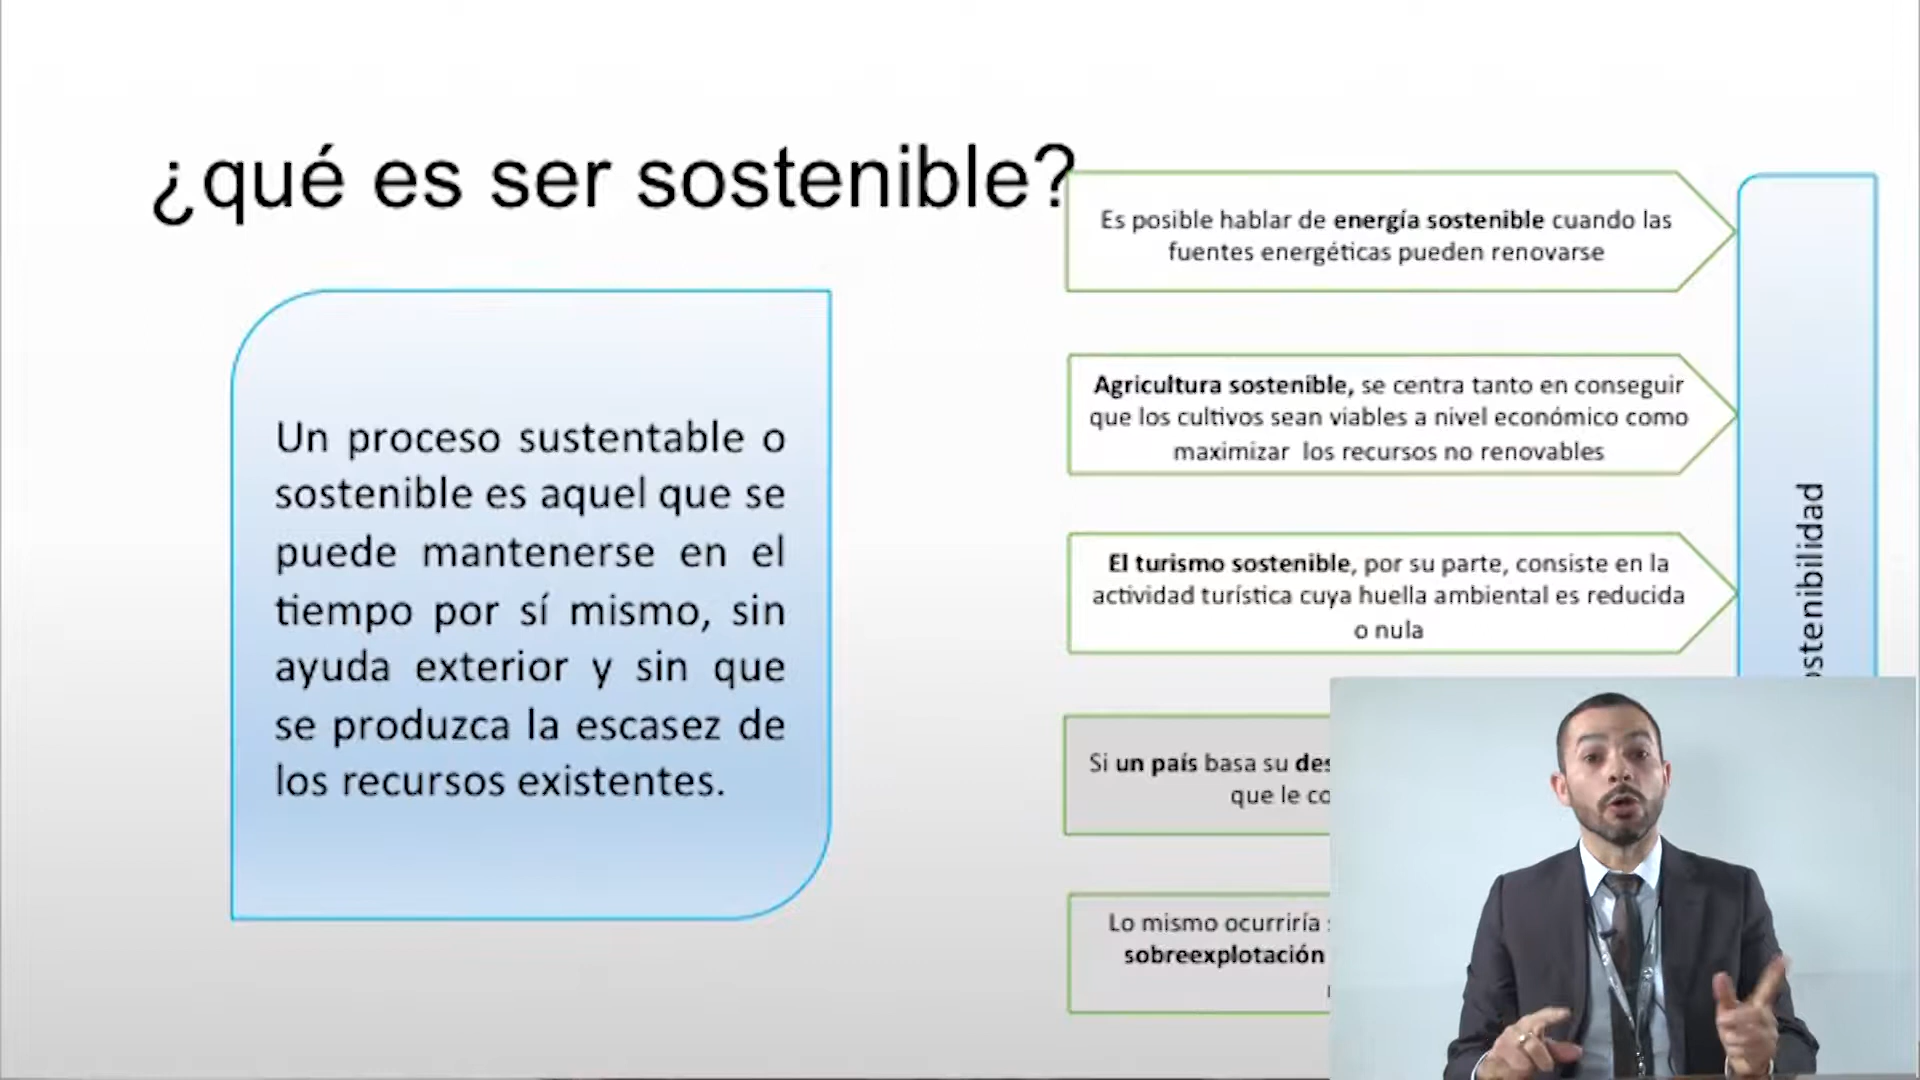 ¿qué es ser sostenible?
Un proceso sustentable o
sostenible es aquel que se
puede mantenerse en el
tiempo por sí mismo, sin
ayuda exterior y sin que
se produzca la escasez de
los recursos existentes.
Es posible hablar de energía sostenible cuando las
fuentes energéticas pueden renovarse
Agricultura sostenible, se centra tanto en conseguir
que los cultivos sean viables a nivel económico como
maximizar los recursos no renovables
El turismo sostenible, por su parte, consiste en la
actividad turística cuya huella ambiental es reducida
o nula
Si un país basa su
que le
Lo mismo ocurriría
sobreexplotación